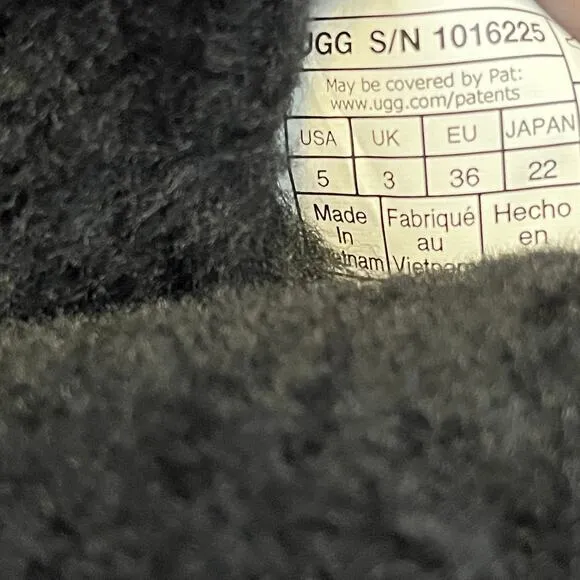 UGG S/N 1016225
May be covered by Pat:
www.ugg.com/patents
USA UK EU JAPAN
5 3 36 22
Made Fabriqué Hecho
In au en